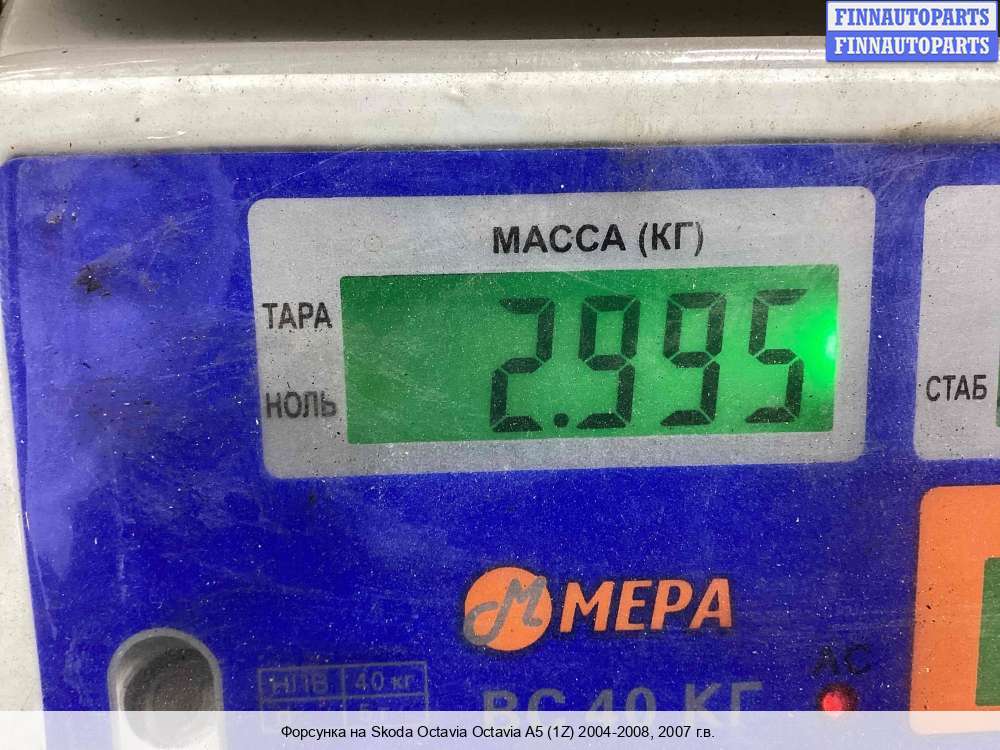 FINNAUTOPARTS
FINNAUTOPARTS
МАССА (КГ)
ТАРА
2.995
НОЛЬ
СТАБ
М МЕРА
АС
НПВ 40 кг
ВС 40 КГ
Форсунка на Skoda Octavia Octavia A5 (1Z) 2004-2008, 2007 г.в.